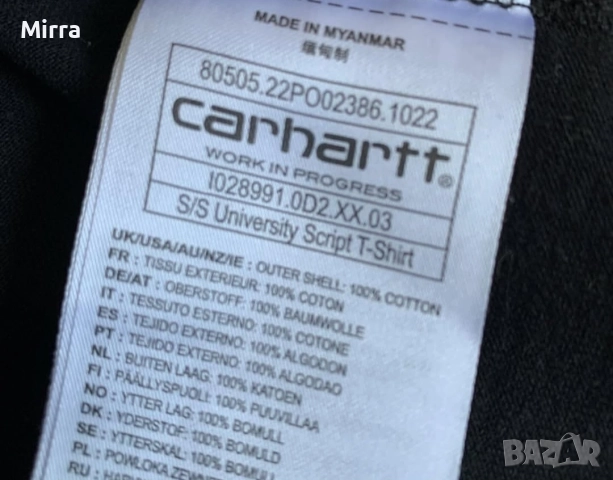 Mirra
MADE IN MYANMAR
缅甸制
80505.22PO02386.1022
carhartt®
WORK IN PROGRESS
I028991.0D2.XX.03
S/S University Script T-Shirt
UK/USA/AU/NZ/IE : OUTER SHELL: 100% COTTON
FR : TISSU EXTERIEUR: 100% COTON
DE/AT : OBERSTOFF: 100% BAUMWOLLE
IT : TESSUTO ESTERNO: 100% COTONE
ES : TEJIDO EXTERNO: 100% ALGODON
PT : TEJIDO EXTERNO: 100% ALGODAO
NL : BUITEN LAAG: 100% KATOEN
FI : PÄÄLLYSPUOLI: 100% PUUVILLAA
NO : YTTER LAG: 100% BOMULL
DK : YDERSTOF: 100% BOMULD
SE : YTTERSKAL: 100% BOMULL
PL : POWLOKA
RU :
BAZAR